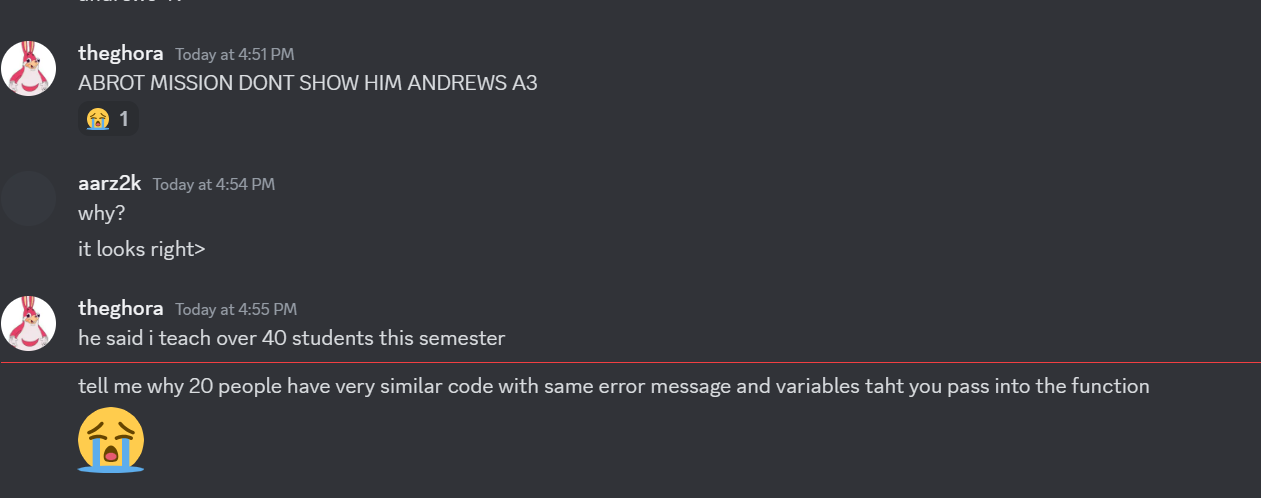 theghora Today at 4:51 PM
ABROT MISSION DONT SHOW HIM ANDREWS A3
1
aarz2k Today at 4:54 PM
why?
it looks right>
theghora Today at 4:55 PM
he said i teach over 40 students this semester
tell me why 20 people have very similar code with same error message and variables taht you pass into the function